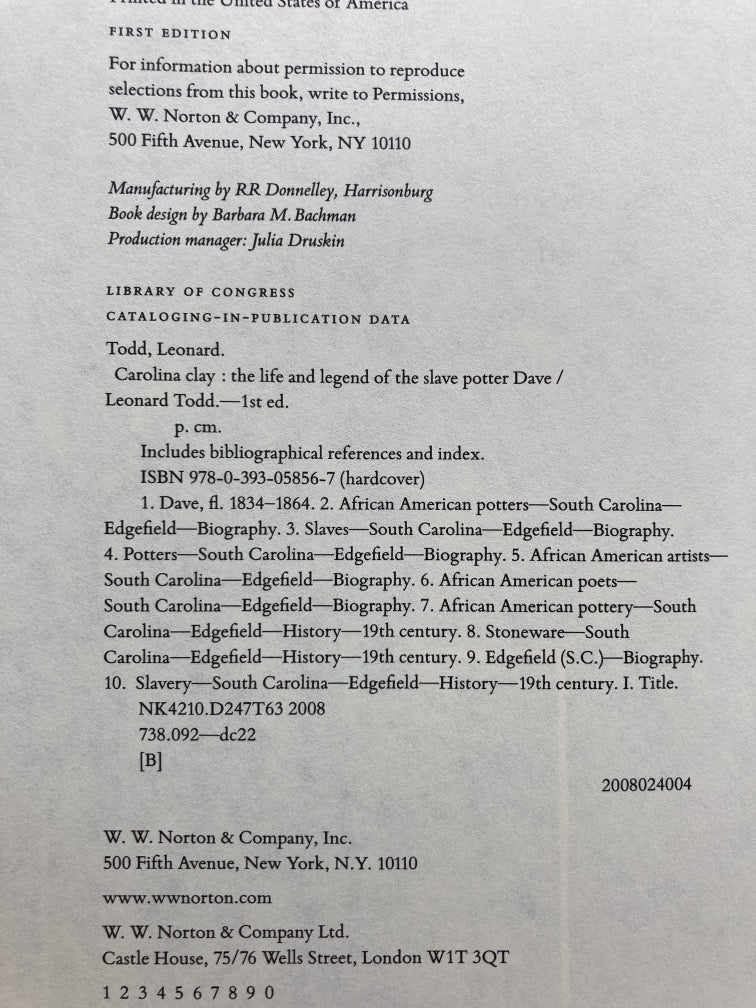 Printed in the United States of America
FIRST EDITION
For information about permission to reproduce
selections from this book, write to Permissions,
W. W. Norton & Company, Inc.,
500 Fifth Avenue, New York, NY 10110
Manufacturing by RR Donnelley, Harrisonburg
Book design by Barbara M. Bachman
Production manager: Julia Druskin
LIBRARY OF CONGRESS
CATALOGING-IN-PUBLICATION DATA
Todd, Leonard.
Carolina clay : the life and legend of the slave potter Dave /
Leonard Todd.—1st ed.
p. cm.
Includes bibliographical references and index.
ISBN 978-0-393-05856-7 (hardcover)
1. Dave, fl. 1834–1864. 2. African American potters—South Carolina—
Edgefield—Biography. 3. Slaves—South Carolina—Edgefield—Biography.
4. Potters—South Carolina—Edgefield—Biography. 5. African American artists—
South Carolina—Edgefield—Biography. 6. African American poets—
South Carolina—Edgefield—Biography. 7. African American pottery—South
Carolina—Edgefield—History—19th century. 8. Stoneware—South
Carolina—Edgefield—History—19th century. 9. Edgefield (S.C.)—Biography.
10. Slavery—South Carolina—Edgefield—History—19th century. I. Title.
NK4210.D247T63 2008
738.092—dc22
[B]
2008024004
W. W. Norton & Company, Inc.
500 Fifth Avenue, New York, N.Y. 10110
www.wwnorton.com
W. W. Norton & Company Ltd.
Castle House, 75/76 Wells Street, London W1T 3QT
1 2 3 4 5 6 7 8 9 0